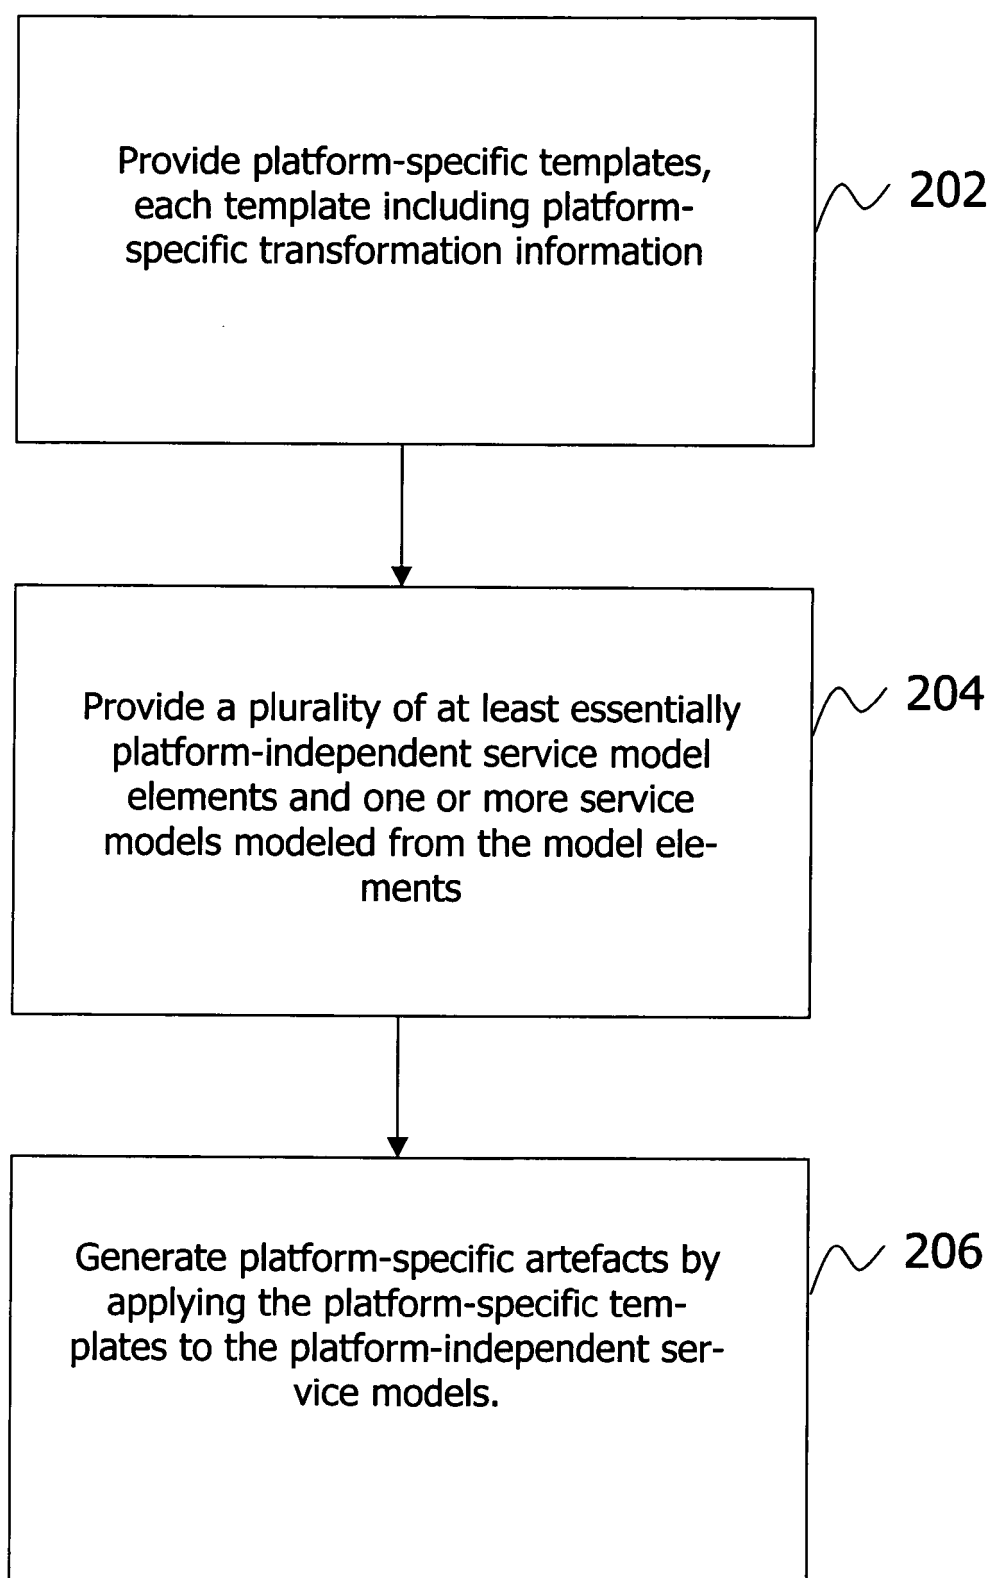 Provide platform-specific templates,
each template including platform-
specific transformation information
202
Provide a plurality of at least essentially
platform-independent service model
elements and one or more service
models modeled from the model ele-
ments
204
Generate platform-specific artefacts by
applying the platform-specific tem-
plates to the platform-independent ser-
vice models.
206